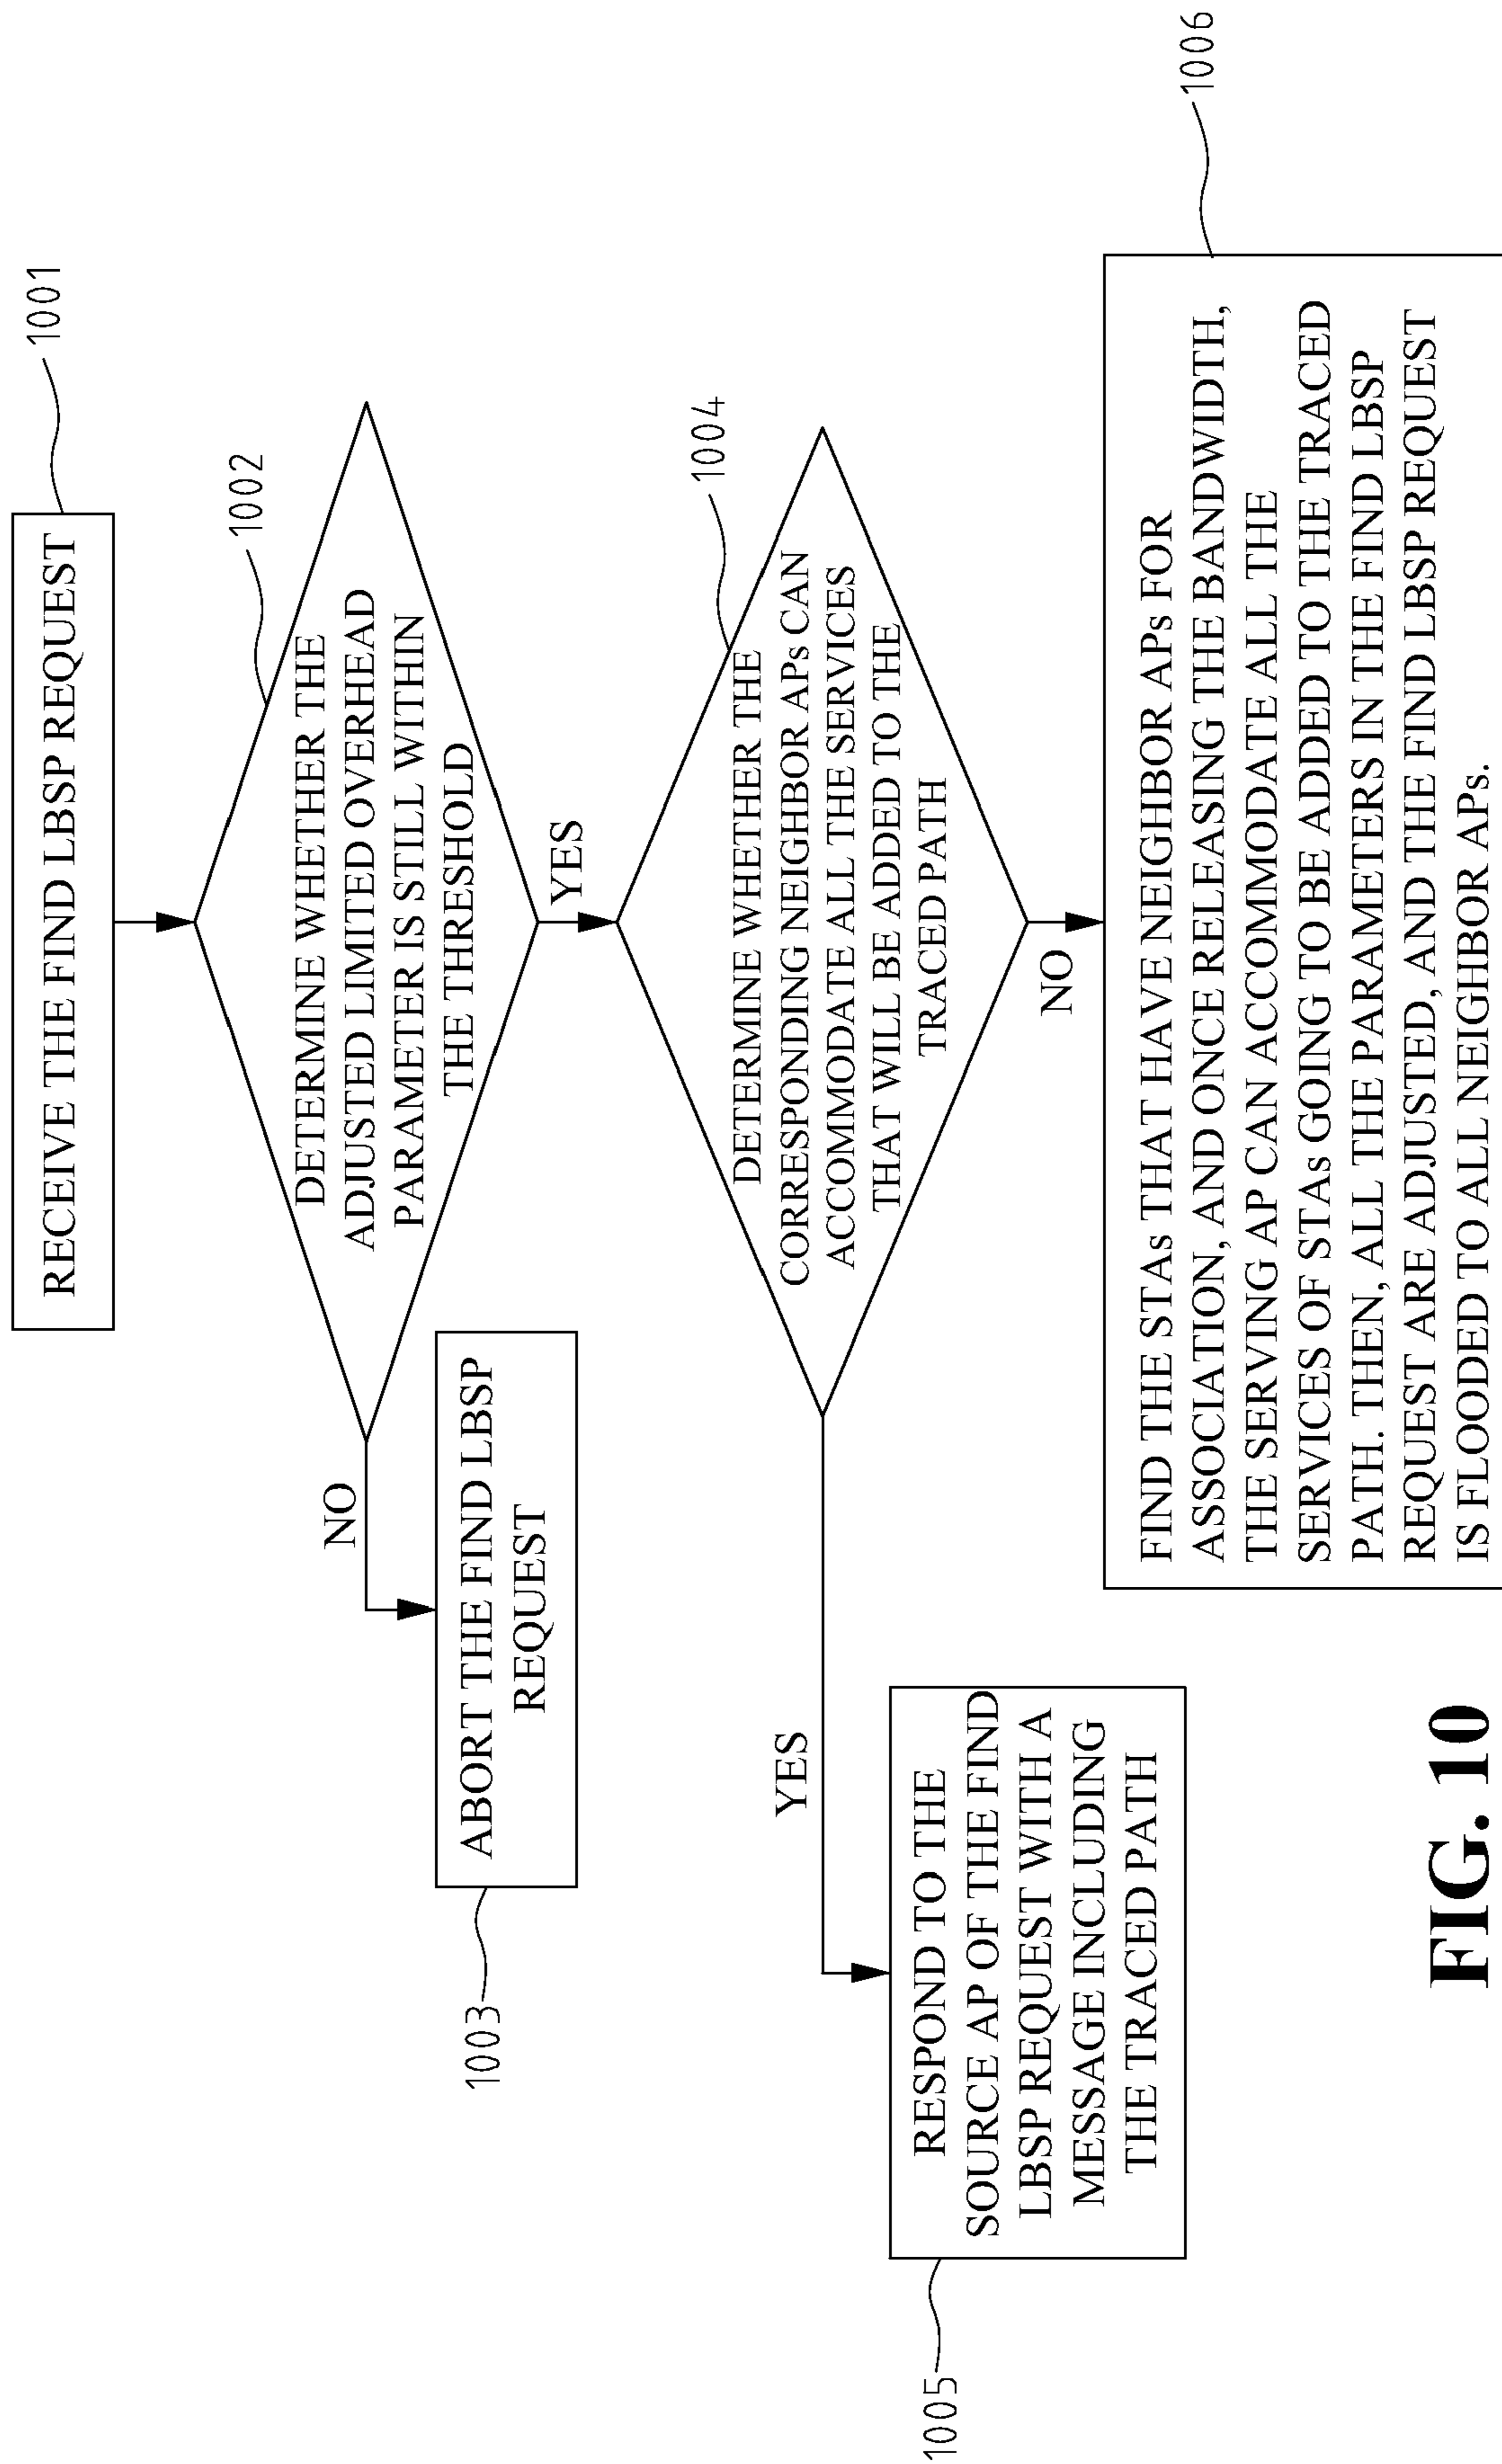 1001
RECEIVE THE FIND LBSP REQUEST
1002
DETERMINE WHETHER THE
ADJUSTED LIMITED OVERHEAD
PARAMETER IS STILL WITHIN
THE THRESHOLD
NO
YES
1003
ABORT THE FIND LBSP
REQUEST
1004
DETERMINE WHETHER THE
CORRESPONDING NEIGHBOR APs CAN
ACCOMMODATE ALL THE SERVICES
THAT WILL BE ADDED TO THE
TRACED PATH
YES
NO
1005
RESPOND TO THE
SOURCE AP OF THE FIND
LBSP REQUEST WITH A
MESSAGE INCLUDING
THE TRACED PATH
1006
FIND THE STAs THAT HAVE NEIGHBOR APs FOR
ASSOCIATION, AND ONCE RELEASING THE BANDWIDTH,
THE SERVING AP CAN ACCOMMODATE ALL THE
SERVICES OF STAs GOING TO BE ADDED TO THE TRACED
PATH. THEN, ALL THE PARAMETERS IN THE FIND LBSP
REQUEST ARE ADJUSTED, AND THE FIND LBSP REQUEST
IS FLOODED TO ALL NEIGHBOR APs.
FIG. 10